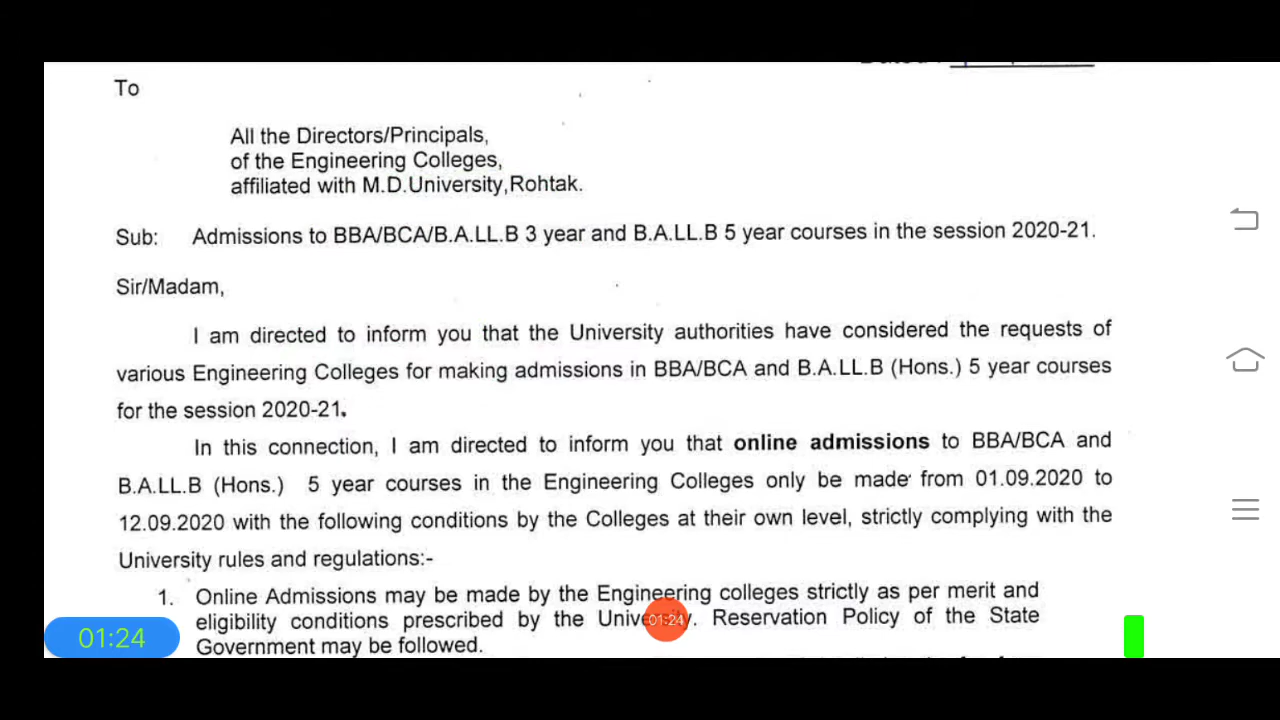 To
All the Directors/Principals,
of the Engineering Colleges,
affiliated with M.D.University,Rohtak.
Sub: Admissions to BBA/BCA/B.A.LL.B 3 year and B.A.LL.B 5 year courses in the session 2020-21.
Sir/Madam,
I am directed to inform you that the University authorities have considered the requests of
various Engineering Colleges for making admissions in BBA/BCA and B.A.LL.B (Hons.) 5 year courses
for the session 2020-21.
In this connection, I am directed to inform you that online admissions to BBA/BCA and
B.A.LL.B (Hons.) 5 year courses in the Engineering Colleges only be made from 01.09.2020 to
12.09.2020 with the following conditions by the Colleges at their own level, strictly complying with the
University rules and regulations:-
1. Online Admissions may be made by the Engineering colleges strictly as per merit and
eligibility conditions prescribed by the University. Reservation Policy of the State
Government may be followed.
01:24
01:24